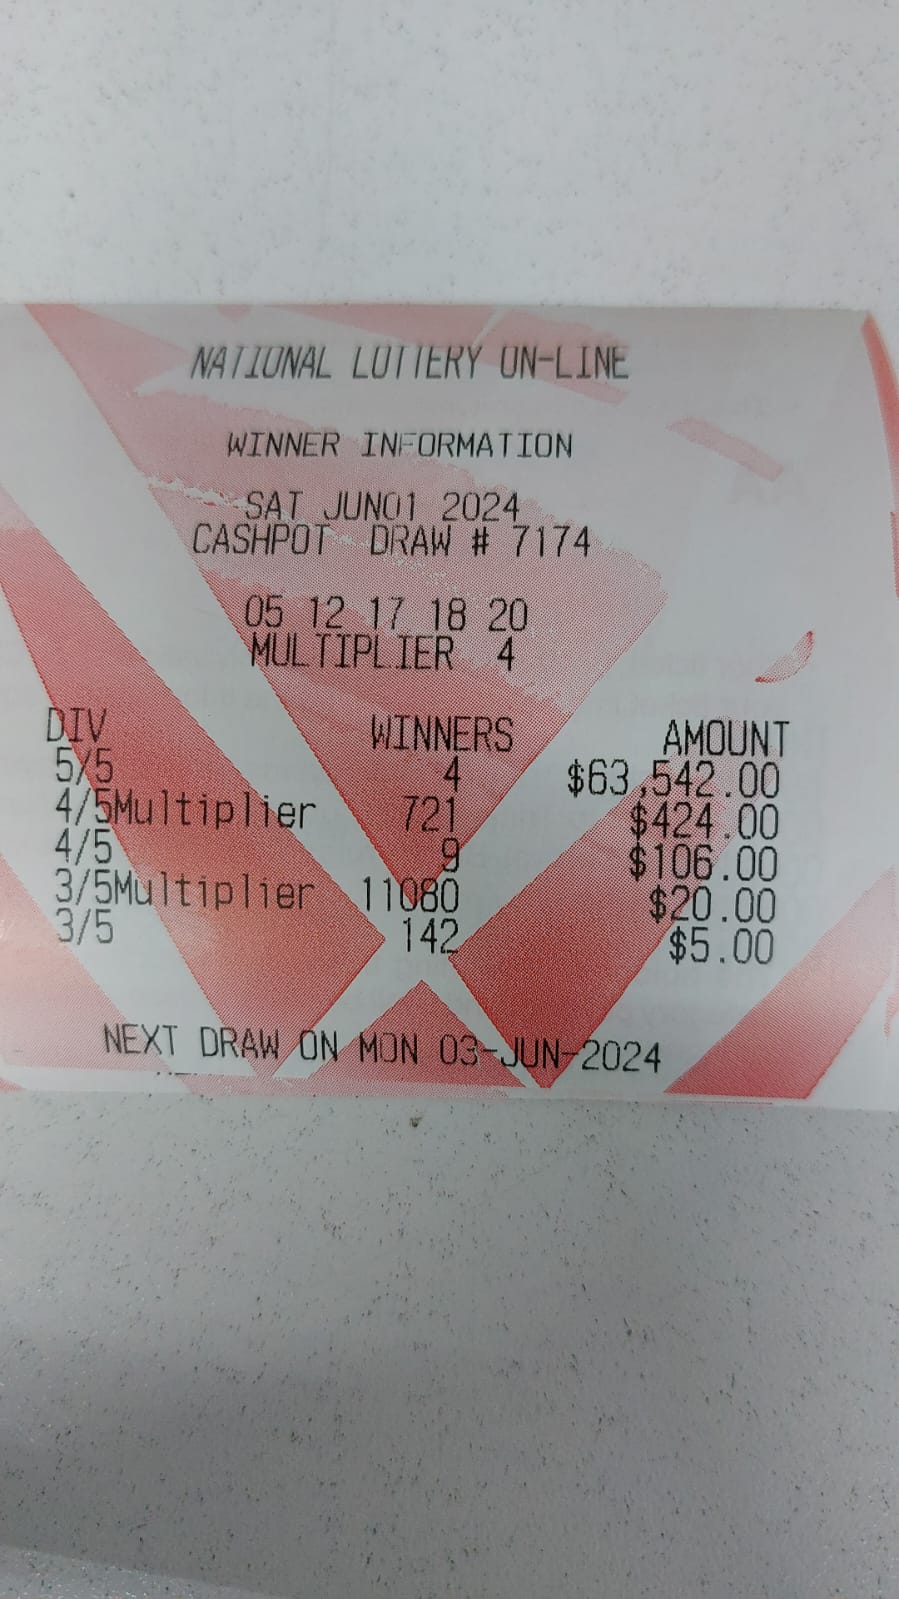 NATIONAL LOTTERY ON-LINE
WINNER INFORMATION
SAT JUN01 2024
CASHPOT DRAW # 7174
05 12 17 18 20
MULTIPLIER 4
DIV WINNERS AMOUNT
5/5 4 $63,542.00
4/5Multiplier 721 $424.00
4/5 9 $106.00
3/5Multiplier 11080 $20.00
3/5 142 $5.00
NEXT DRAW ON MON 03-JUN-2024